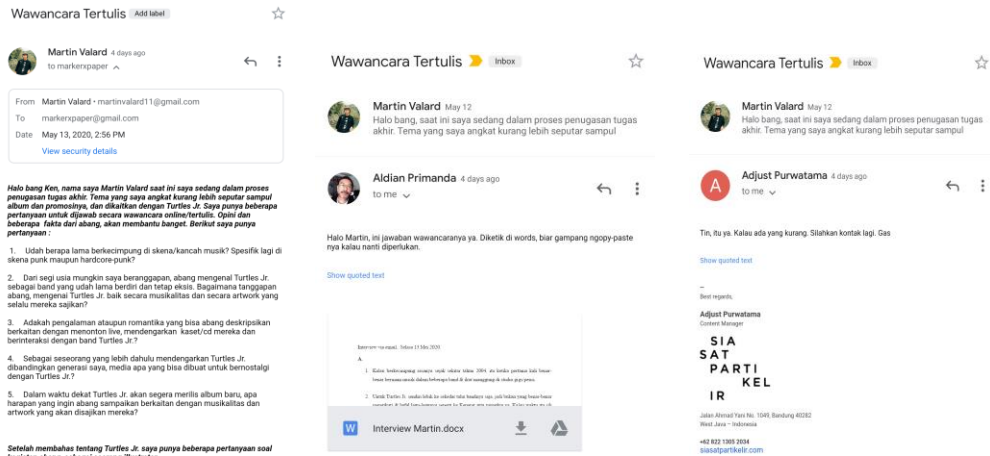 Wawancara Tertulis Add label
Martin Valard 4 days ago
to markerxpaper
From Martin Valard • martinvalard11@gmail.com
To markerxpaper@gmail.com
Date May 13, 2020, 2:56 PM
View security details
Halo bang Ken, nama saya Martin Valard saat ini saya sedang dalam proses
penugasan tugas akhir. Tema yang saya angkat kurang lebih seputar sampul
album dan promosinya, dan dikaitkan dengan Turtles Jr. Saya punya beberapa
pertanyaan untuk dijawab secara wawancara online/tertulis. Opini dan
beberapa fakta dari abang, akan membantu banget. Berikut saya punya
pertanyaan :
1. Udah berapa lama berkecimpung di skena/kancah musik? Spesifik lagi di
skena punk maupun hardcore-punk?
2. Dari segi usia mungkin saya beranggapan, abang mengenal Turtles Jr.
sebagai band yang udah lama berdiri dan tetap eksis. Bagaimana tanggapan
abang, mengenai Turtles Jr. baik secara musikalitas dan secara artwork yang
selalu mereka sajikan?
3. Adakah pengalaman ataupun romantika yang bisa abang deskripsikan
berkaitan dengan menonton live, mendengarkan kaset/cd mereka dan
berinteraksi dengan band Turtles Jr.?
4. Sebagai seseorang yang lebih dahulu mendengarkan Turtles Jr.
dibandingkan generasi saya, media apa yang bisa dibuat untuk bernostalgi
dengan Turtles Jr.?
5. Dalam waktu dekat Turtles Jr. akan segera merilis album baru, apa
harapan yang ingin abang sampaikan berkaitan dengan musikalitas dan
artwork yang akan disajikan mereka?
Setelah membahas tentang Turtles Jr. saya punya beberapa pertanyaan soal
Wawancara Tertulis Inbox
Martin Valard May 12
Halo bang, saat ini saya sedang dalam proses penugasan tugas
akhir. Tema yang saya angkat kurang lebih seputar sampul
Aldian Primanda 4 days ago
to me
Halo Martin, ini jawaban wawancaranya ya. Diketik di words, biar gampang ngopy-paste
nya kalau nanti diperlukan.
Show quoted text
A.
W Interview Martin.docx
Wawancara Tertulis Inbox
Martin Valard May 12
Halo bang, saat ini saya sedang dalam proses penugasan tugas
akhir. Tema yang saya angkat kurang lebih seputar sampul
A
Adjust Purwatama 4 days ago
to me
Tin, itu ya. Kalau ada yang kurang. Silahkan kontak lagi. Gas
Show quoted text
--
Best regards,
Adjust Purwatama
Content Manager
SIA
SAT
PARTI
KEL
IR
Jalan Ahmad Yani No. 1049, Bandung 40282
West Java – Indonesia
+62 822 1305 2034
siasatpartikelir.com